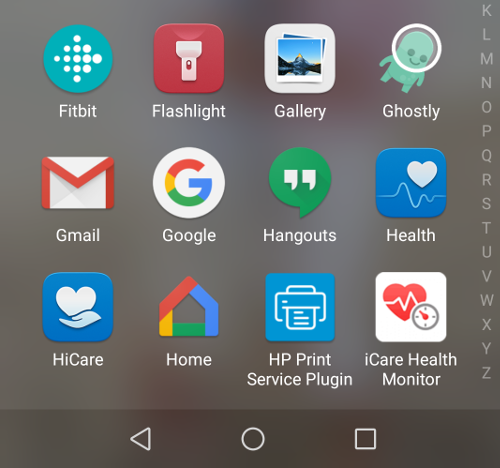 K
L
M
N
O
P
Q
R
S
T
U
V
W
X
Y
Z
Fitbit
Flashlight
Gallery
Ghostly
Gmail
Google
Hangouts
Health
HiCare
Home
HP Print
Service Plugin
iCare Health
Monitor